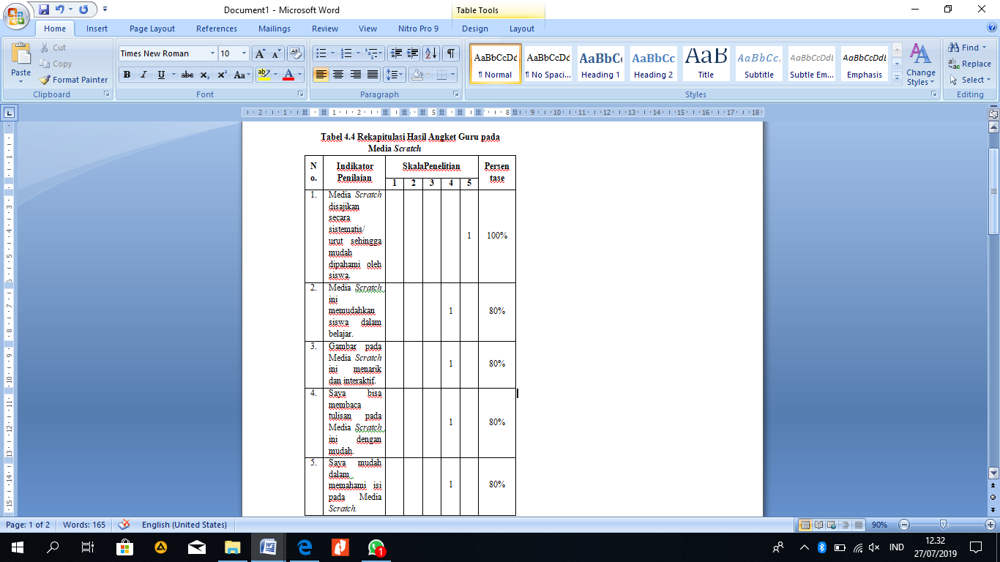 Document1 - Microsoft Word
Table Tools
Home Insert Page Layout References Mailings Review View Nitro Pro 9 Design Layout
Paste
Cut
Copy
Format Painter
Clipboard
Times New Roman 10
Font
Paragraph
AaBbCcDd AaBbCcDd AaBbC AaBbCc AaB AaBbCc. AaBbCcDdE AaBbCcDdE
¶ Normal ¶ No Spaci... Heading 1 Heading 2 Title Subtitle Subtle Em... Emphasis
Change Styles
Styles
Find
Replace
Select
Editing
Tabel 4.4 Rekapitulasi Hasil Angket Guru pada
Media Scratch
N
o.
Indikator
Penilaian
SkalaPenelitian
1 2 3 4 5
Persen
tase
1. Media Scratch
disajikan
secara
sistematis/
urut sehingga
mudah
dipahami oleh
siswa.
1 100%
2. Media Scratch
ini
memudahkan
siswa dalam
belajar.
1 80%
3. Gambar pada
Media Scratch
ini menarik
dan interaktif.
1 80%
4. Saya bisa
membaca
tulisan pada
Media Scratch
ini dengan
mudah.
1 80%
5. Saya mudah
dalam
memahami isi
pada Media
Scratch.
1 80%
Page: 1 of 2 Words: 165 English (United States) 90%
1
IND
12.32
27/07/2019